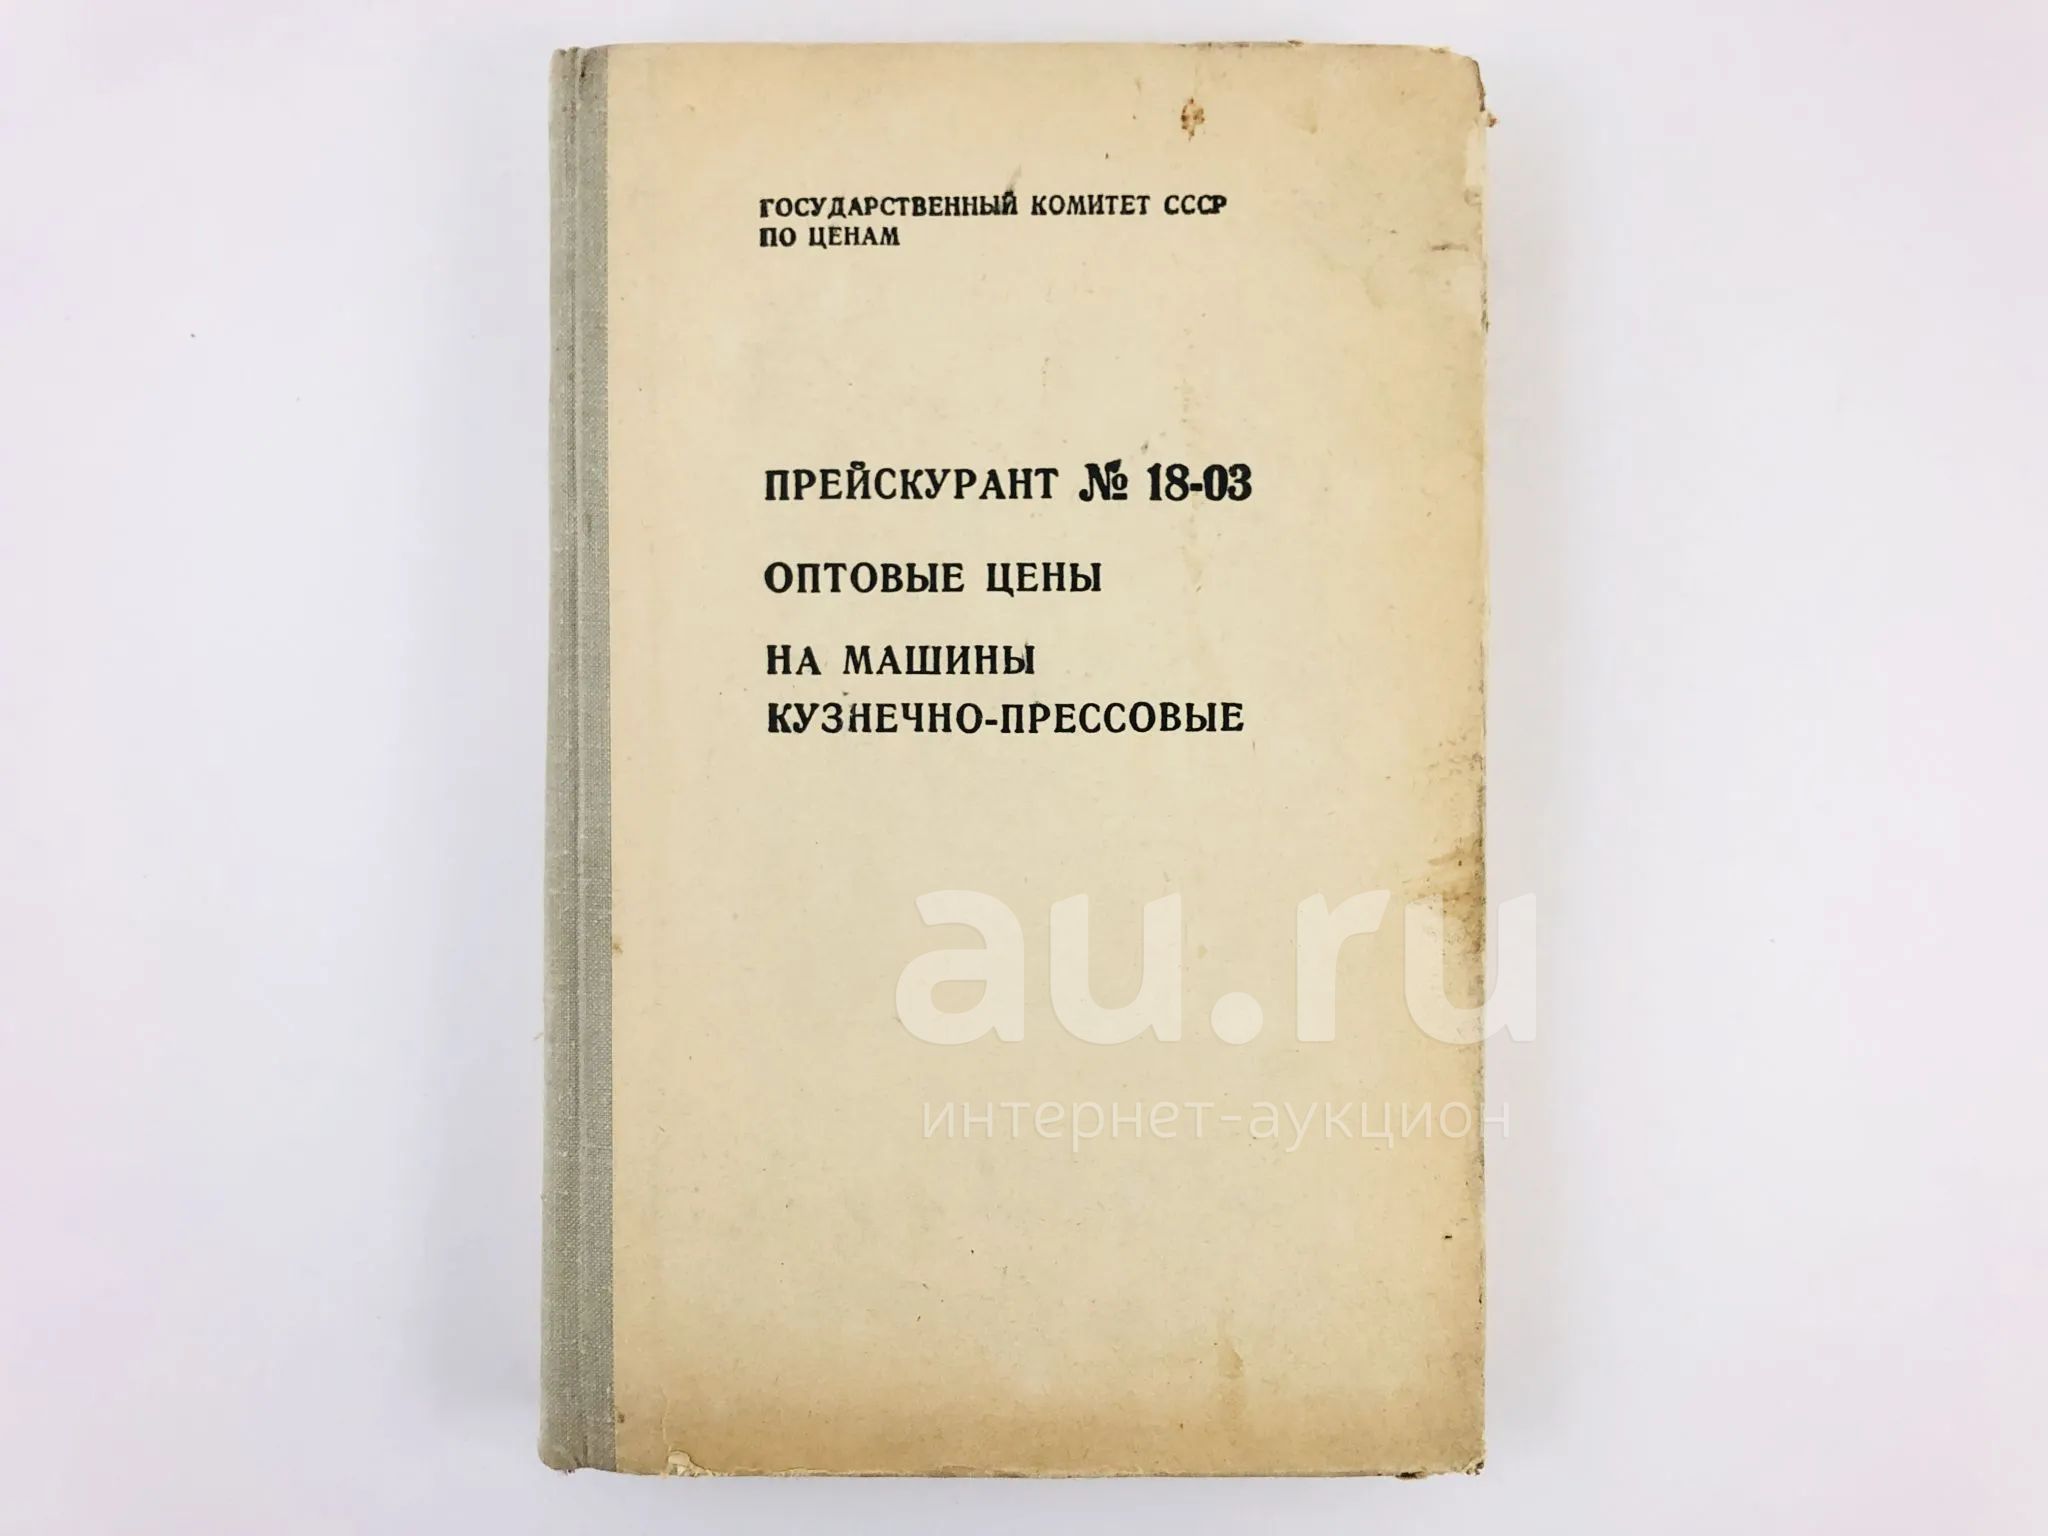 ГОСУДАРСТВЕННЫЙ КОМИТЕТ СССР
ПО ЦЕНАМ
ПРЕЙСКУРАНТ № 18-03
ОПТОВЫЕ ЦЕНЫ
НА МАШИНЫ
КУЗНЕЧНО-ПРЕССОВЫЕ
au.ru
интернет-аукцион